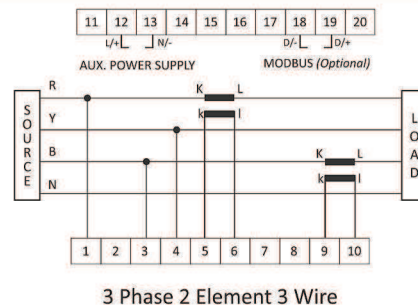 11 12 13 14 15 16 17 18 19 20
L/+ N/- D/- D/+
AUX. POWER SUPPLY MODBUS (Optional)
R K L
k l
Y
B K L
k l
N
SOURCE
LOAD
1 2 3 4 5 6 7 8 9 10
3 Phase 2 Element 3 Wire